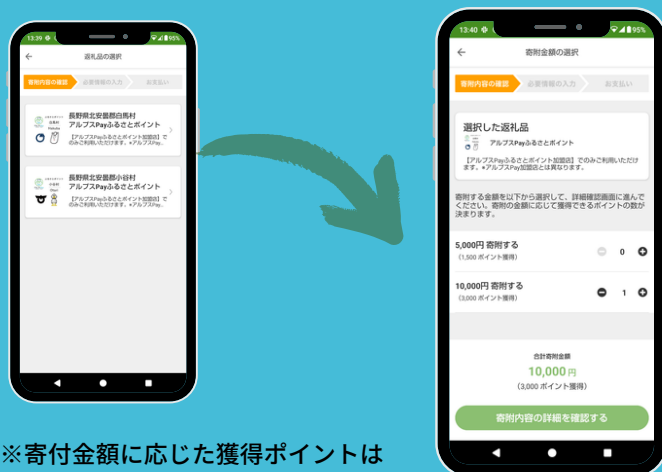 13:39
95%
返礼品の選択
寄附内容の確認
必要情報の入力
お支払い
長野県北安曇郡白馬村
アルプスPayふるさとポイント
【アルプスPayふるさとポイント加盟店】で
のみご利用いただけます。*アルプスPay...
長野県北安曇郡小谷村
アルプスPayふるさとポイント
【アルプスPayふるさとポイント加盟店】で
のみご利用いただけます。*アルプスPay...
※寄付金額に応じた獲得ポイントは
13:40
95%
寄附金額の選択
寄附内容の確認
必要情報の入力
お支払い
選択した返礼品
アルプスPayふるさとポイント
【アルプスPayふるさとポイント加盟店】でのみご利用いただけ
ます。*アルプスPay加盟店とは異なります。
寄附する金額を以下から選択して、詳細確認画面に進んで
ください。寄附の金額に応じて獲得できるポイントの数が
決まります。
5,000円 寄附する
(1,500 ポイント獲得)
0
10,000円 寄附する
(3,000 ポイント獲得)
1
合計寄附金額
10,000 円
(3,000 ポイント獲得)
寄附内容の詳細を確認する